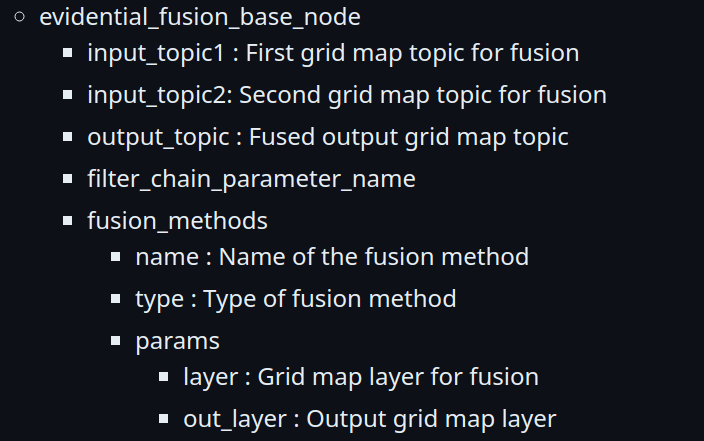 evidential_fusion_base_node
input_topic1 : First grid map topic for fusion
input_topic2: Second grid map topic for fusion
output_topic : Fused output grid map topic
filter_chain_parameter_name
fusion_methods
name : Name of the fusion method
type : Type of fusion method
params
layer : Grid map layer for fusion
out_layer : Output grid map layer